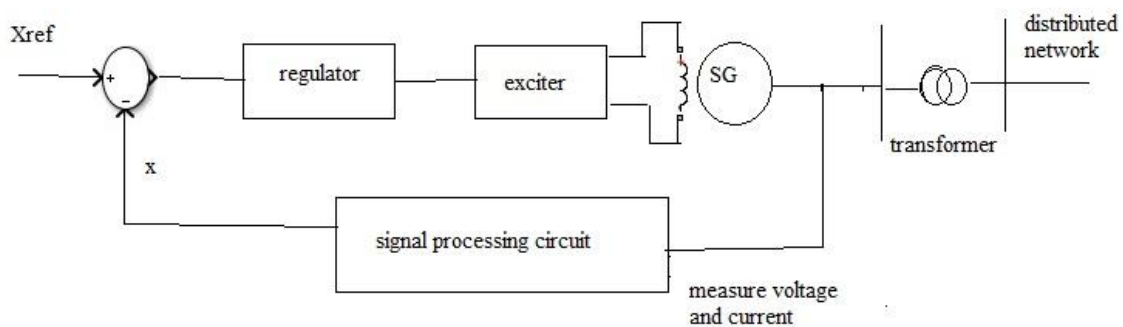 Xref
+
−
regulator
exciter
SG
distributed
network
transformer
x
signal processing circuit
measure voltage
and current